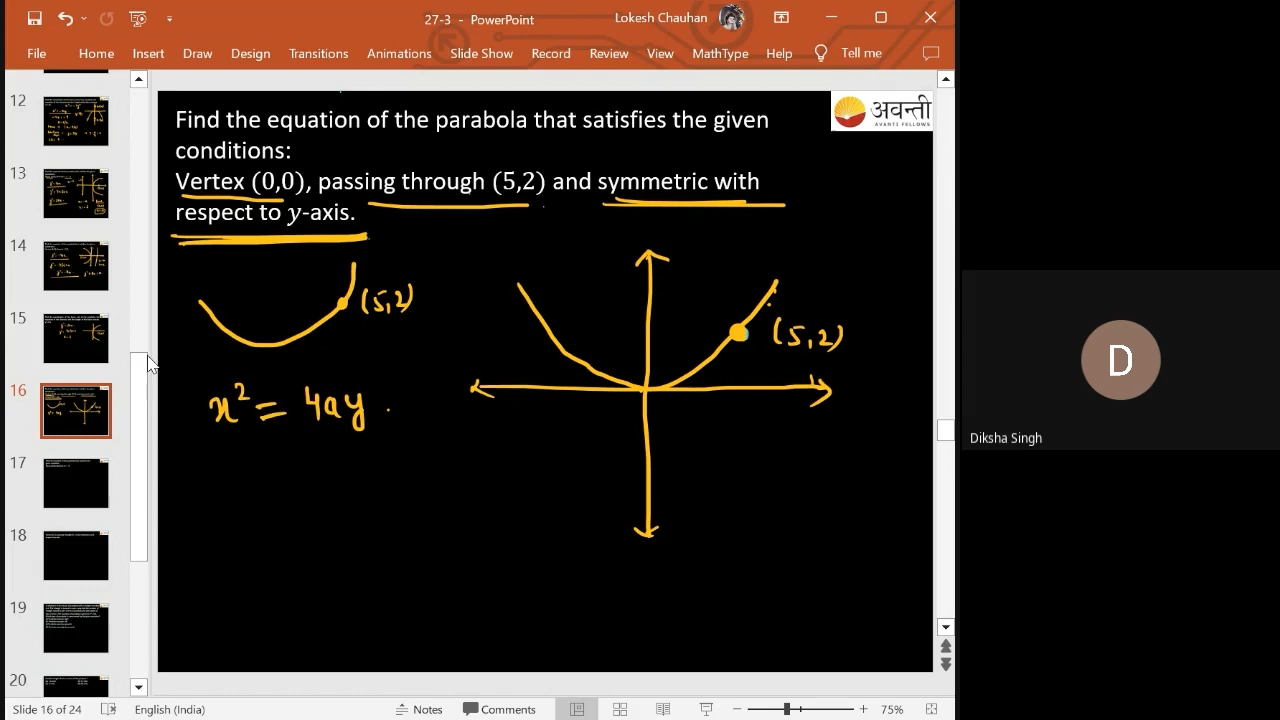 27-3 - PowerPoint
Lokesh Chauhan
File Home Insert Draw Design Transitions Animations Slide Show Record Review View MathType Help Tell me
12
13
14
15
16
17
18
19
20
Find the equation of the parabola that satisfies the given
conditions:
Vertex (0,0), passing through (5,2) and symmetric with
respect to y-axis.
अवन्ती
AVANTI FELLOWS
(5,2)
(5,2)
x² = 4ay
D
Diksha Singh
Slide 16 of 24 English (India) Notes Comments 75%